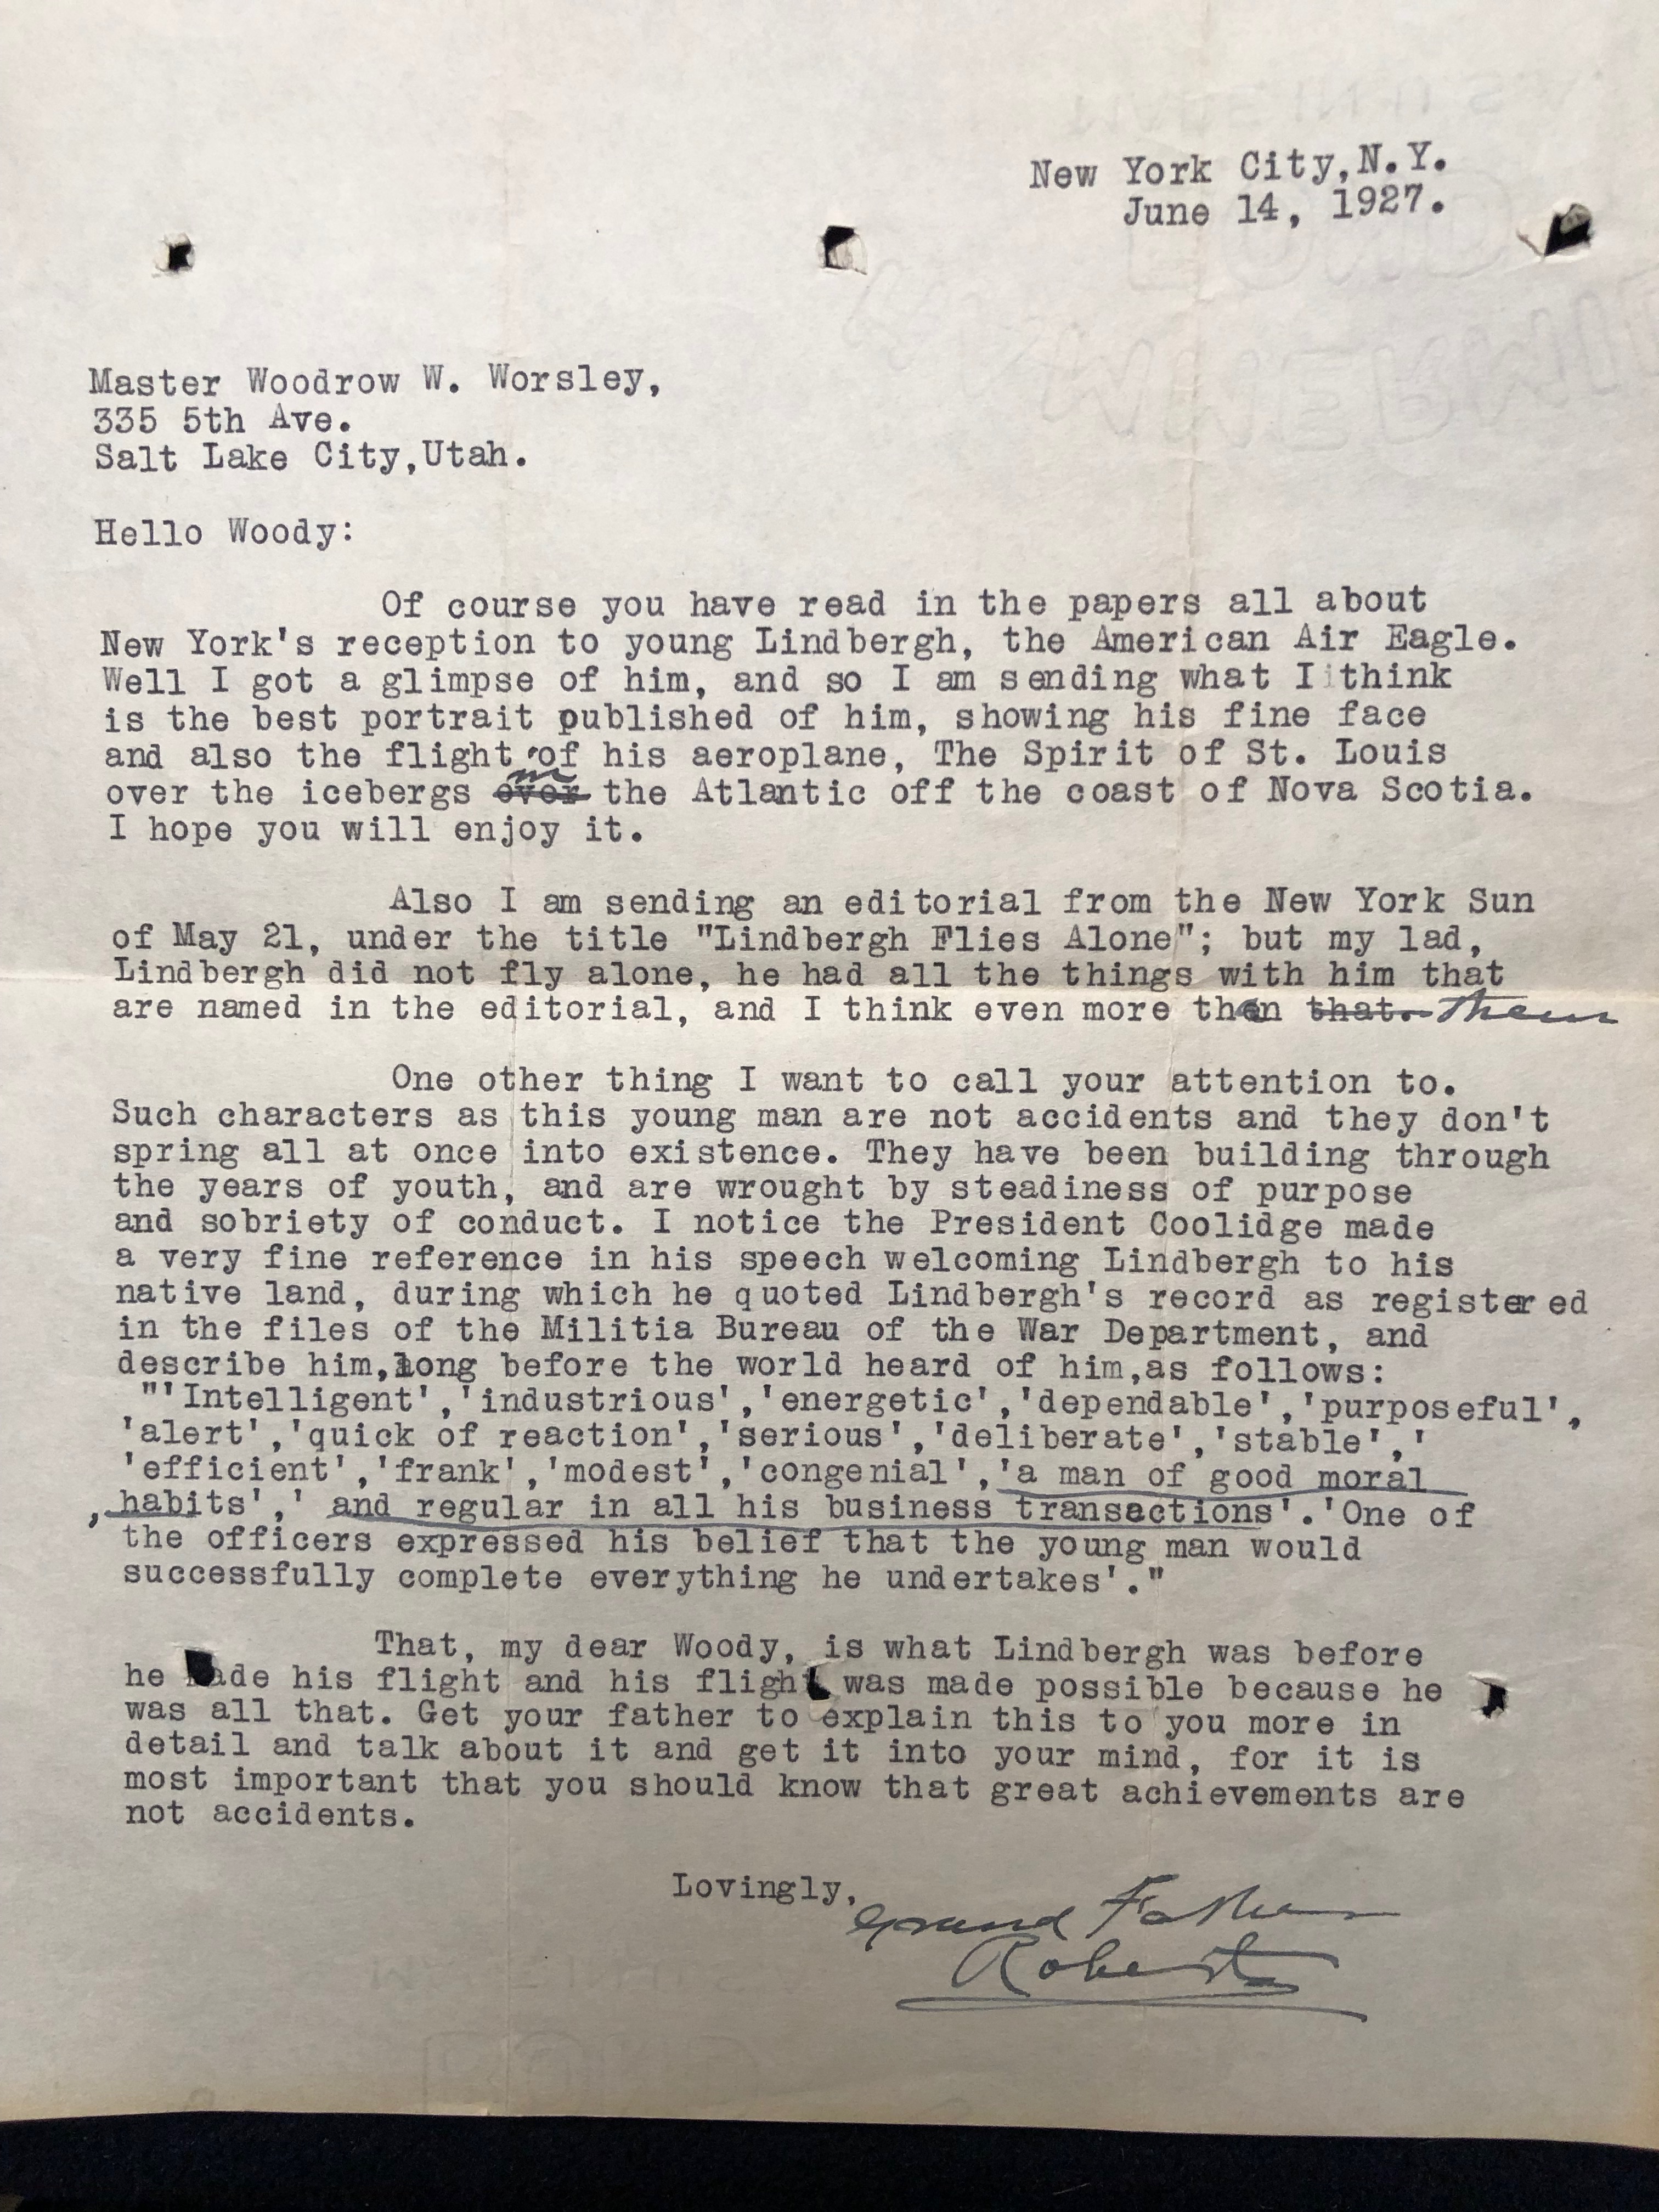 New York City,N.Y.
June 14, 1927.
Master Woodrow W. Worsley,
335 5th Ave.
Salt Lake City,Utah.
Hello Woody:
Of course you have read in the papers all about
New York's reception to young Lindbergh, the American Air Eagle.
Well I got a glimpse of him, and so I am sending what I think
is the best portrait published of him, showing his fine face
and also the flight of his aeroplane, The Spirit of St. Louis
in
over the icebergs over the Atlantic off the coast of Nova Scotia.
I hope you will enjoy it.
Also I am sending an editorial from the New York Sun
of May 21, under the title "Lindbergh Flies Alone"; but my lad,
Lindbergh did not fly alone, he had all the things with him that
are named in the editorial, and I think even more than that. them
One other thing I want to call your attention to.
Such characters as this young man are not accidents and they don't
spring all at once into existence. They have been building through
the years of youth, and are wrought by steadiness of purpose
and sobriety of conduct. I notice the President Coolidge made
a very fine reference in his speech welcoming Lindbergh to his
native land, during which he quoted Lindbergh's record as registered
in the files of the Militia Bureau of the War Department, and
describe him,long before the world heard of him,as follows:
"'Intelligent','industrious','energetic','dependable','purposeful',
'alert','quick of reaction','serious','deliberate','stable','
'efficient','frank','modest','congenial','a man of good moral
,habits',' and regular in all his business transactions'.'One of
the officers expressed his belief that the young man would
successfully complete everything he undertakes'."
That, my dear Woody, is what Lindbergh was before
he made his flight and his flight was made possible because he
was all that. Get your father to explain this to you more in
detail and talk about it and get it into your mind, for it is
most important that you should know that great achievements are
not accidents.
Lovingly,
Grand Father
Roberts